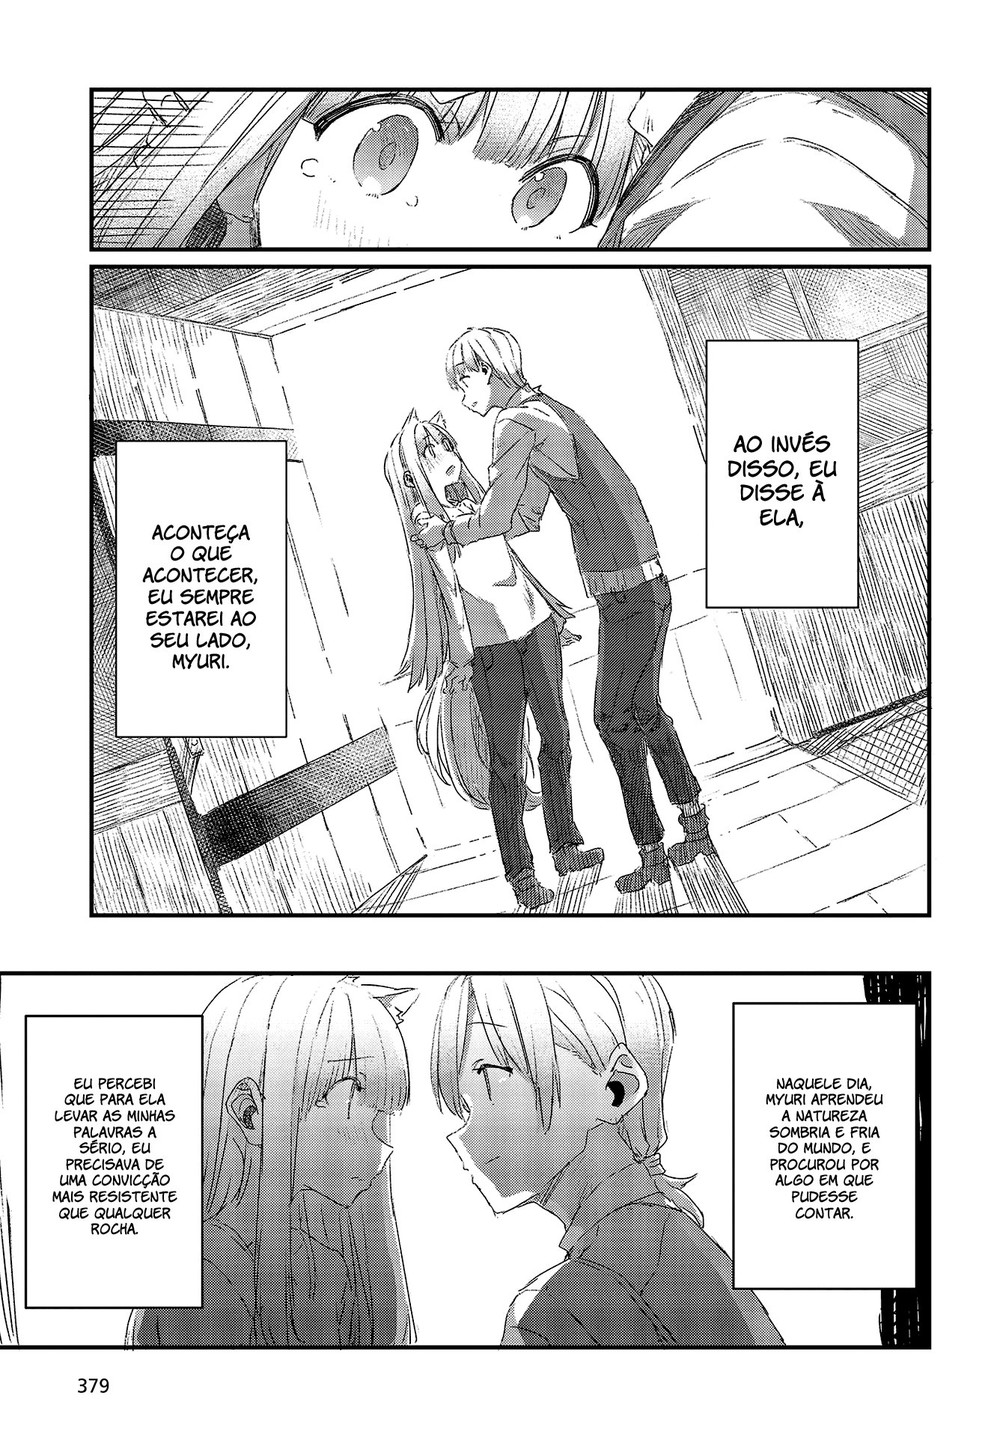 AO INVÉS
DISSO, EU
DISSE À
ELA,
ACONTEÇA
O QUE
ACONTECER,
EU SEMPRE
ESTAREI AO
SEU LADO,
MYURI.
NAQUELE DIA,
MYURI APRENDEU
A NATUREZA
SOMBRIA E FRIA
DO MUNDO, E
PROCUROU POR
ALGO EM QUE
PUDESSE
CONTAR.
EU PERCEBI
QUE PARA ELA
LEVAR AS MINHAS
PALAVRAS A
SÉRIO, EU
PRECISAVA DE
UMA CONVICÇÃO
MAIS RESISTENTE
QUE QUALQUER
ROCHA.
379